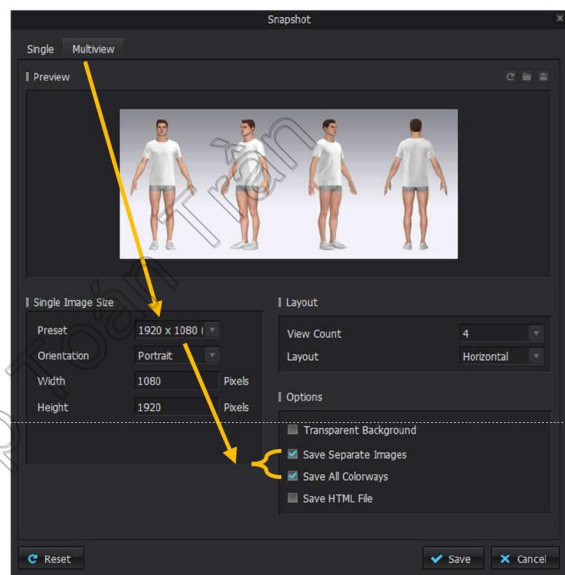 Snapshot
Single Multiview
Preview
Single Image Size
Preset 1920 x 1080 (
Orientation Portrait
Width 1080 Pixels
Height 1920 Pixels
Layout
View Count 4
Layout Horizontal
Options
Transparent Background
Save Separate Images
Save All Colorways
Save HTML File
Reset Save Cancel
Toán Trần